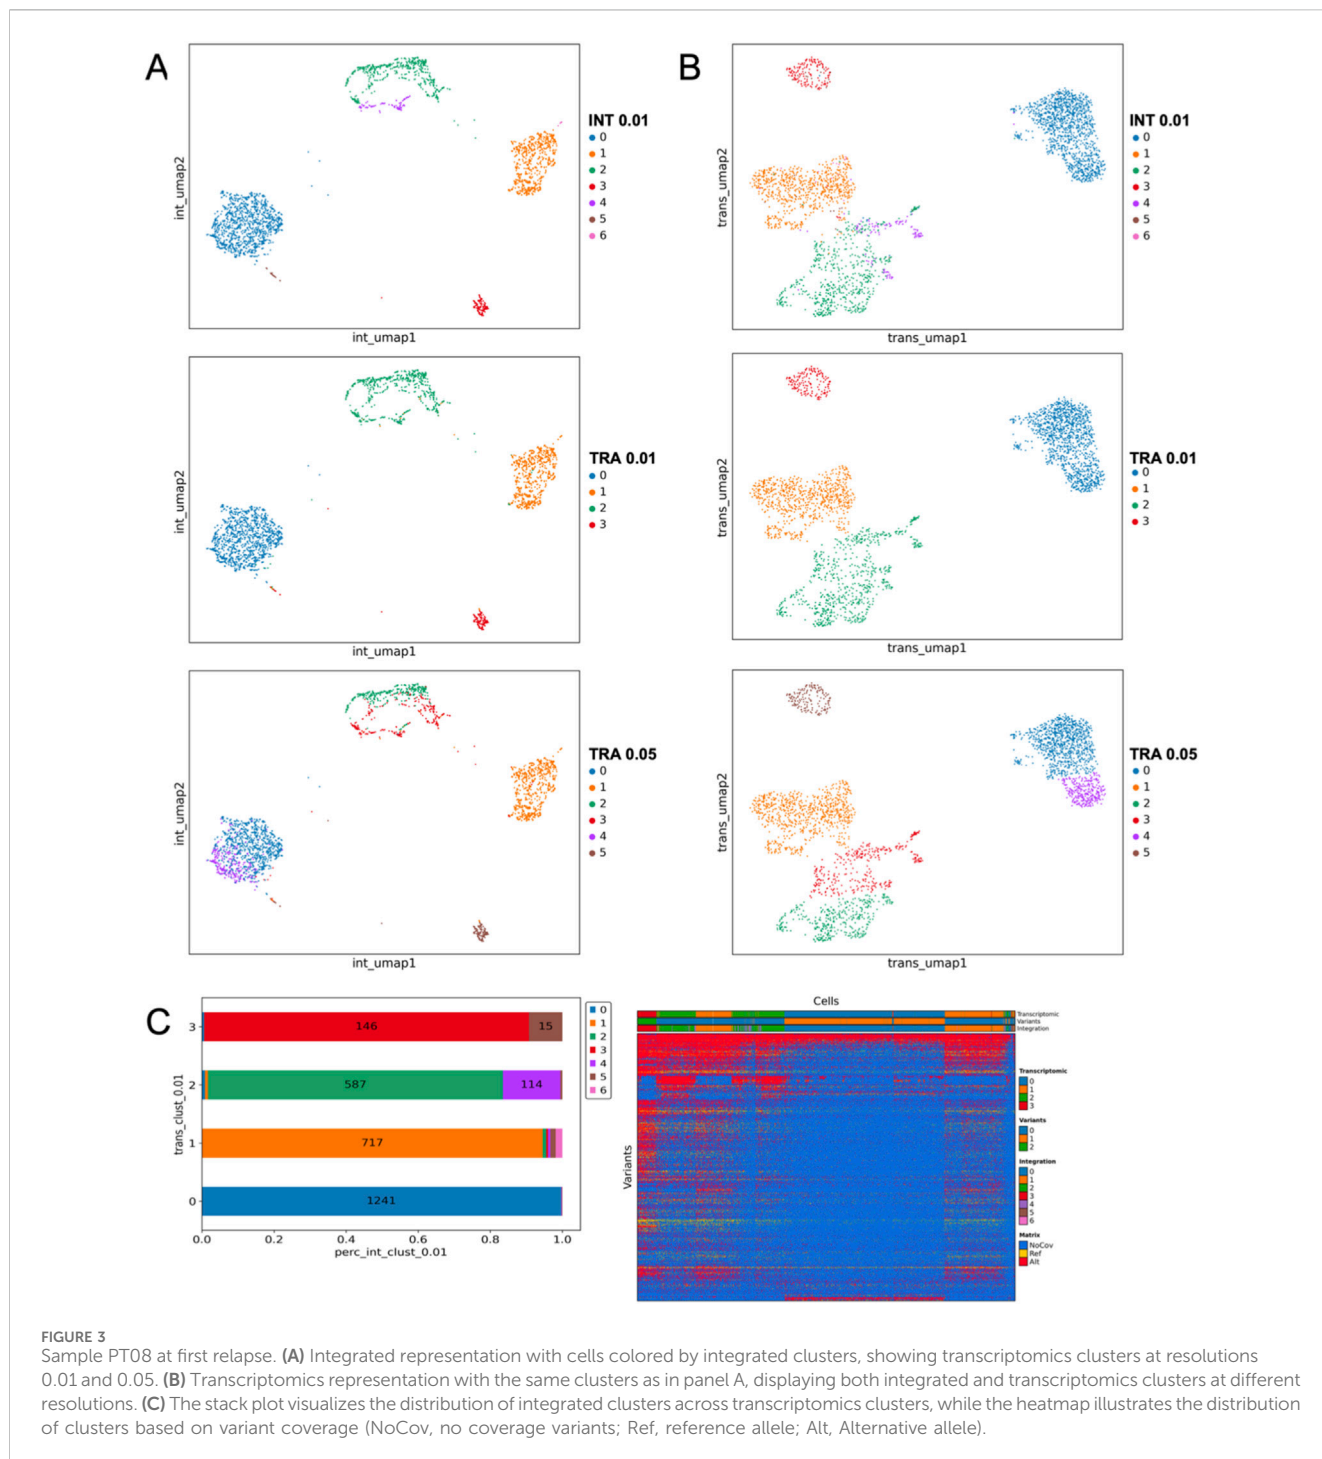 A
int_umap2
int_umap1
INT 0.01
0
1
2
3
4
5
6
B
trans_umap2
trans_umap1
INT 0.01
0
1
2
3
4
5
6
int_umap2
int_umap1
TRA 0.01
0
1
2
3
trans_umap2
trans_umap1
TRA 0.01
0
1
2
3
int_umap2
int_umap1
TRA 0.05
0
1
2
3
4
5
trans_umap2
trans_umap1
TRA 0.05
0
1
2
3
4
5
C
trans_clust_0.01
3
2
1
0
146
15
587
114
717
1241
0.0 0.2 0.4 0.6 0.8 1.0
perc_int_clust_0.01
0
1
2
3
4
5
6
Cells
Transcriptomic
Variants
Integration
Variants
Transcriptomic
0
1
2
3
Variants
0
1
2
Integration
0
1
2
3
4
5
6
Matrix
NoCov
Ref
Alt
FIGURE 3
Sample PT08 at first relapse. (A) Integrated representation with cells colored by integrated clusters, showing transcriptomics clusters at resolutions
0.01 and 0.05. (B) Transcriptomics representation with the same clusters as in panel A, displaying both integrated and transcriptomics clusters at different
resolutions. (C) The stack plot visualizes the distribution of integrated clusters across transcriptomics clusters, while the heatmap illustrates the distribution
of clusters based on variant coverage (NoCov, no coverage variants; Ref, reference allele; Alt, Alternative allele).